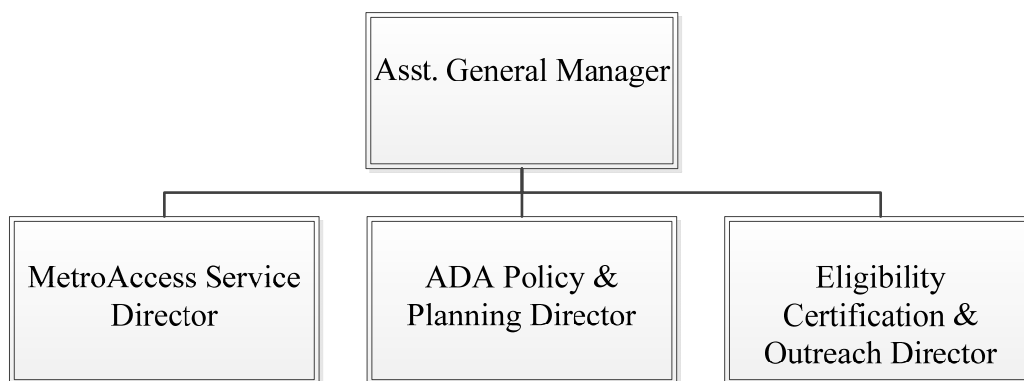 Asst. General Manager
MetroAccess Service
Director
ADA Policy &
Planning Director
Eligibility
Certification &
Outreach Director